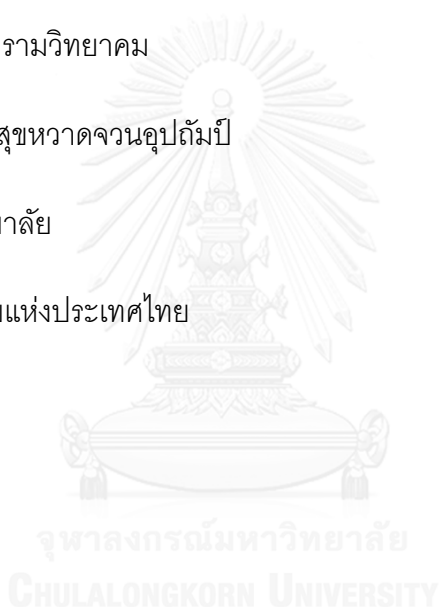 รามวิทยาคม
สุขหวาดจวนอุปถัมป์
าลัย
แห่งประเทศไทย
จุฬาลงกรณ์มหาวิทยาลัย
CHULALONGKORN UNIVERSITY